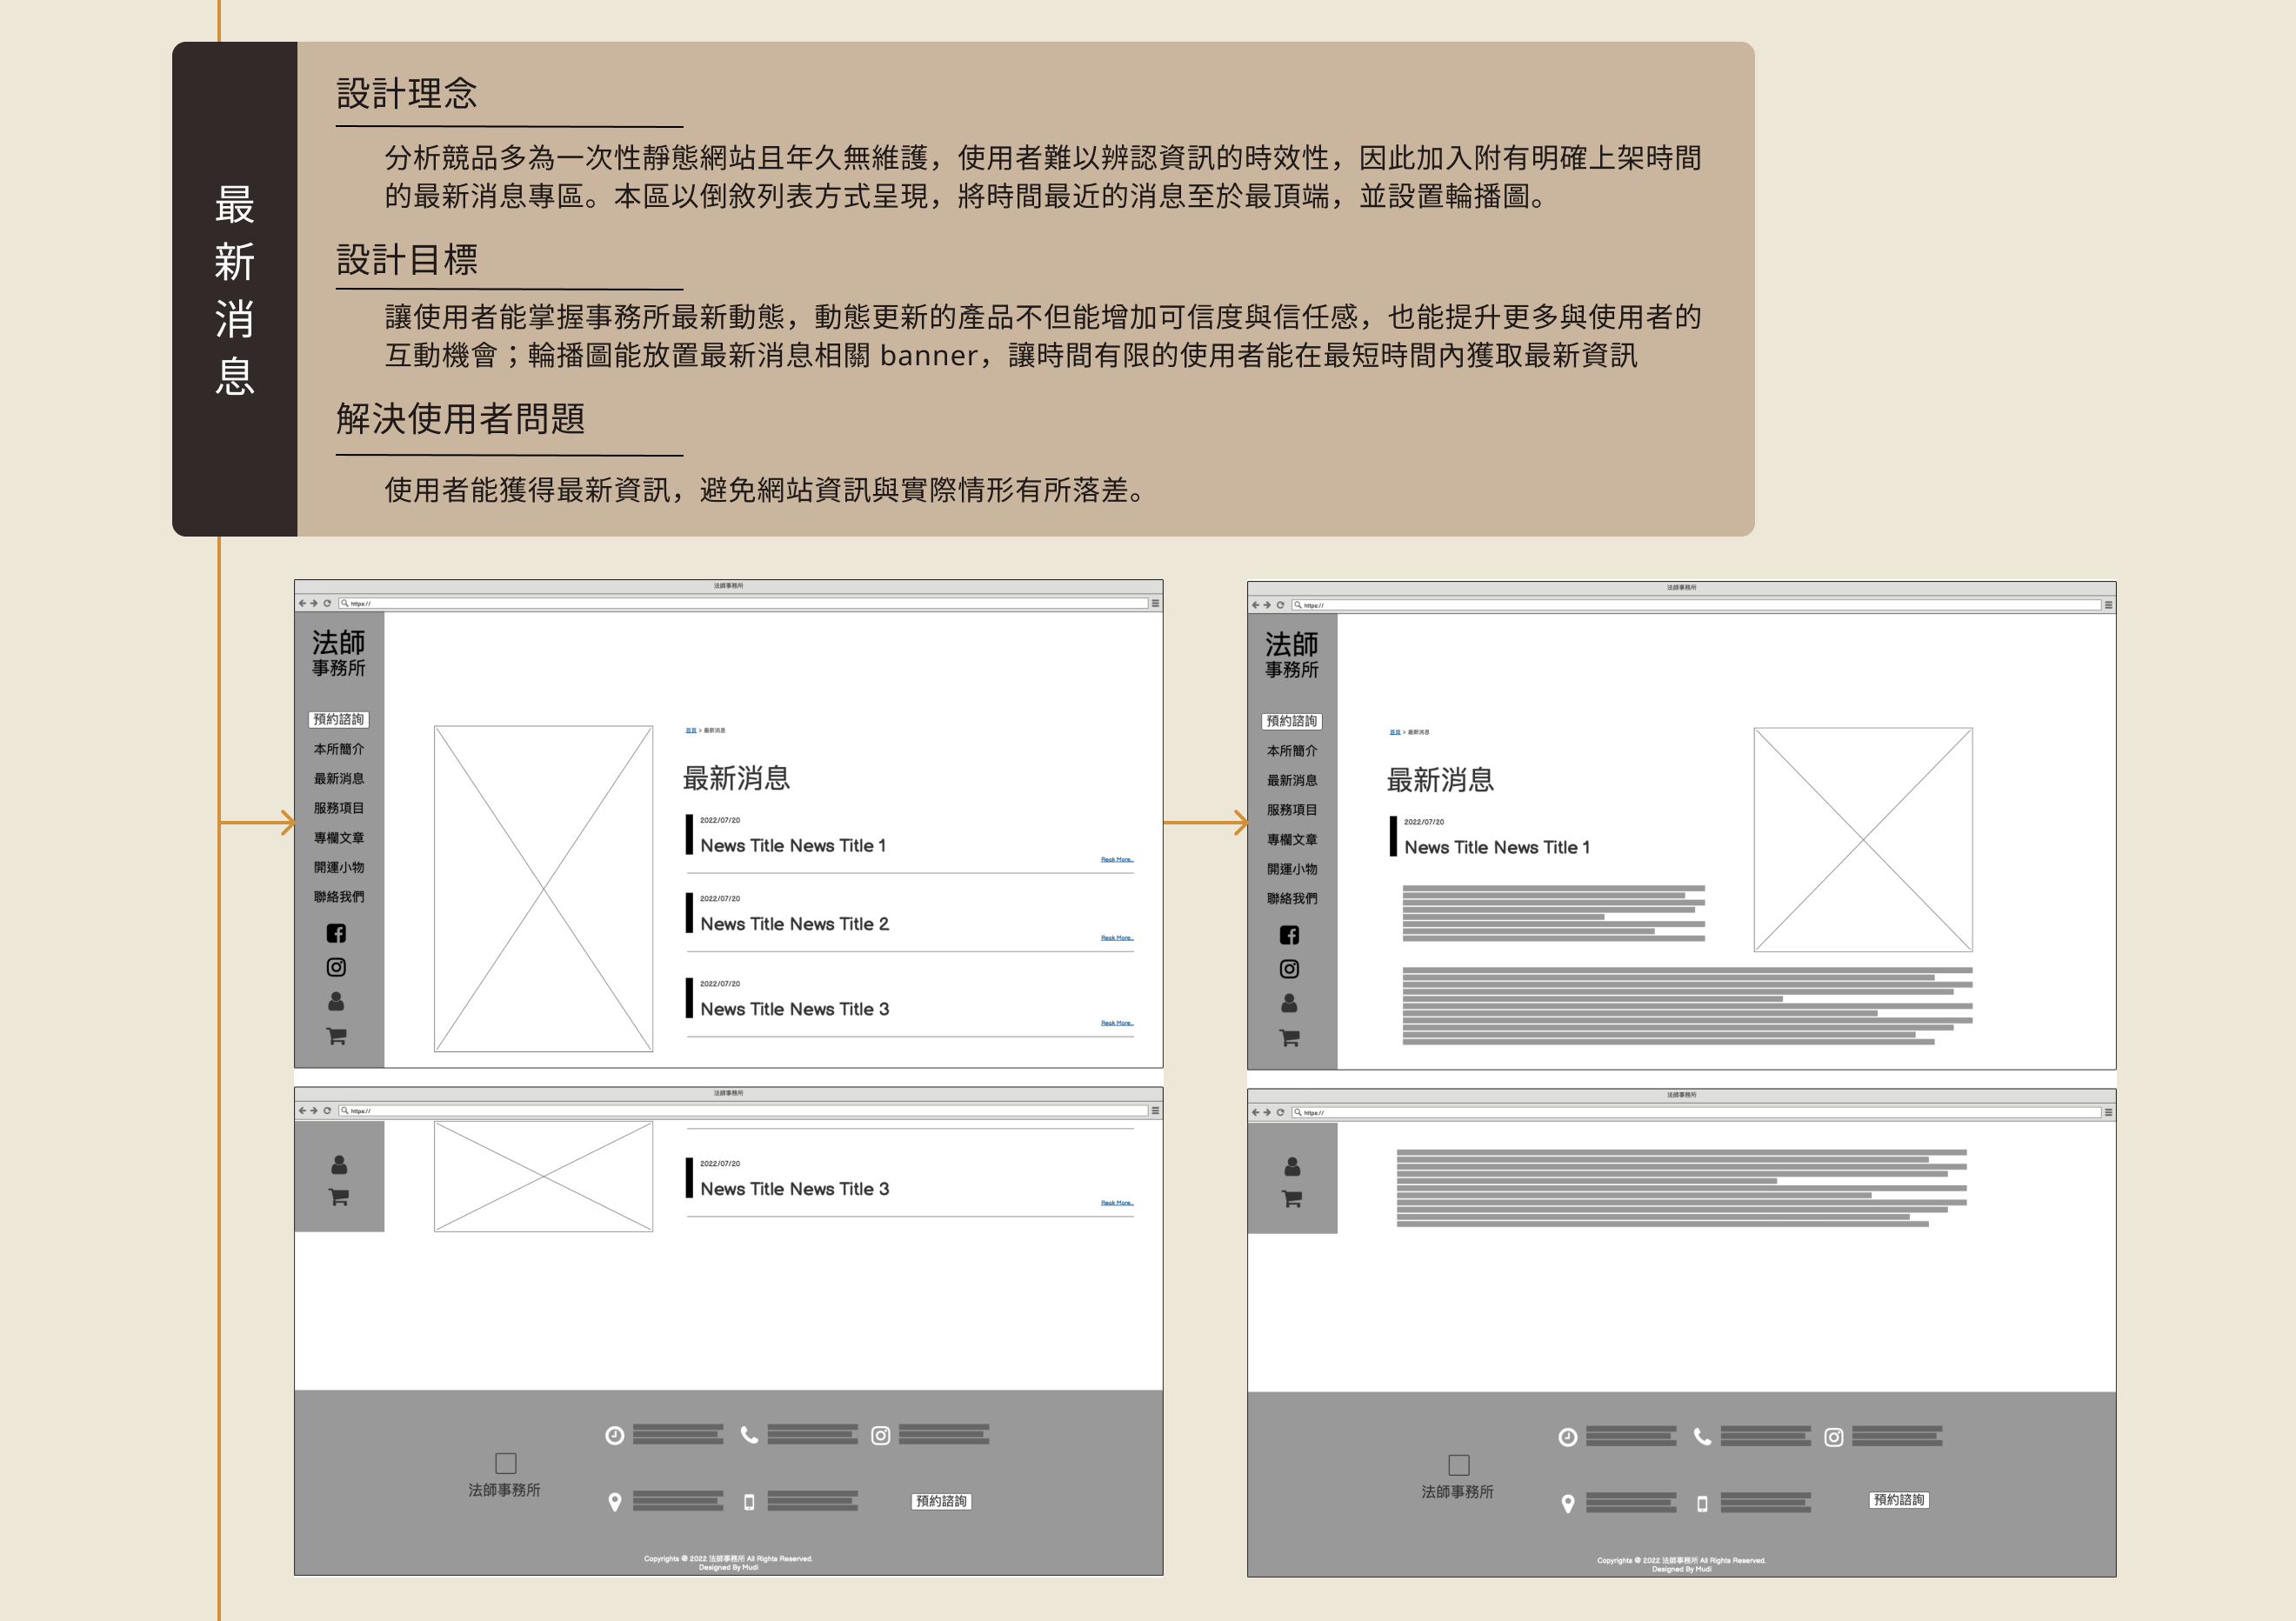 最新消息
設計理念
分析競品多為一次性靜態網站且年久無維護，使用者難以辨認資訊的時效性，因此加入附有明確上架時間
的最新消息專區。本區以倒敘列表方式呈現，將時間最近的消息至於最頂端，並設置輪播圖。
設計目標
讓使用者能掌握事務所最新動態，動態更新的產品不但能增加可信度與信任感，也能提升更多與使用者的
互動機會；輪播圖能放置最新消息相關 banner，讓時間有限的使用者能在最短時間內獲取最新資訊
解決使用者問題
使用者能獲得最新資訊，避免網站資訊與實際情形有所落差。
法師事務所
https://
法師
事務所
預約諮詢
本所簡介
最新消息
服務項目
專欄文章
開運小物
聯絡我們
首頁 > 最新消息
最新消息
2022/07/20
News Title News Title 1
2022/07/20
News Title News Title 2
2022/07/20
News Title News Title 3
法師事務所
https://
2022/07/20
News Title News Title 3
法師事務所
預約諮詢
Copyrights @ 2022 法師事務所 All Rights Reserved.
Designed By Mudi
法師事務所
https://
法師
事務所
預約諮詢
本所簡介
最新消息
服務項目
專欄文章
開運小物
聯絡我們
首頁 > 最新消息
最新消息
2022/07/20
News Title News Title 1
法師事務所
https://
法師事務所
預約諮詢
Copyrights @ 2022 法師事務所 All Rights Reserved.
Designed By Mudi